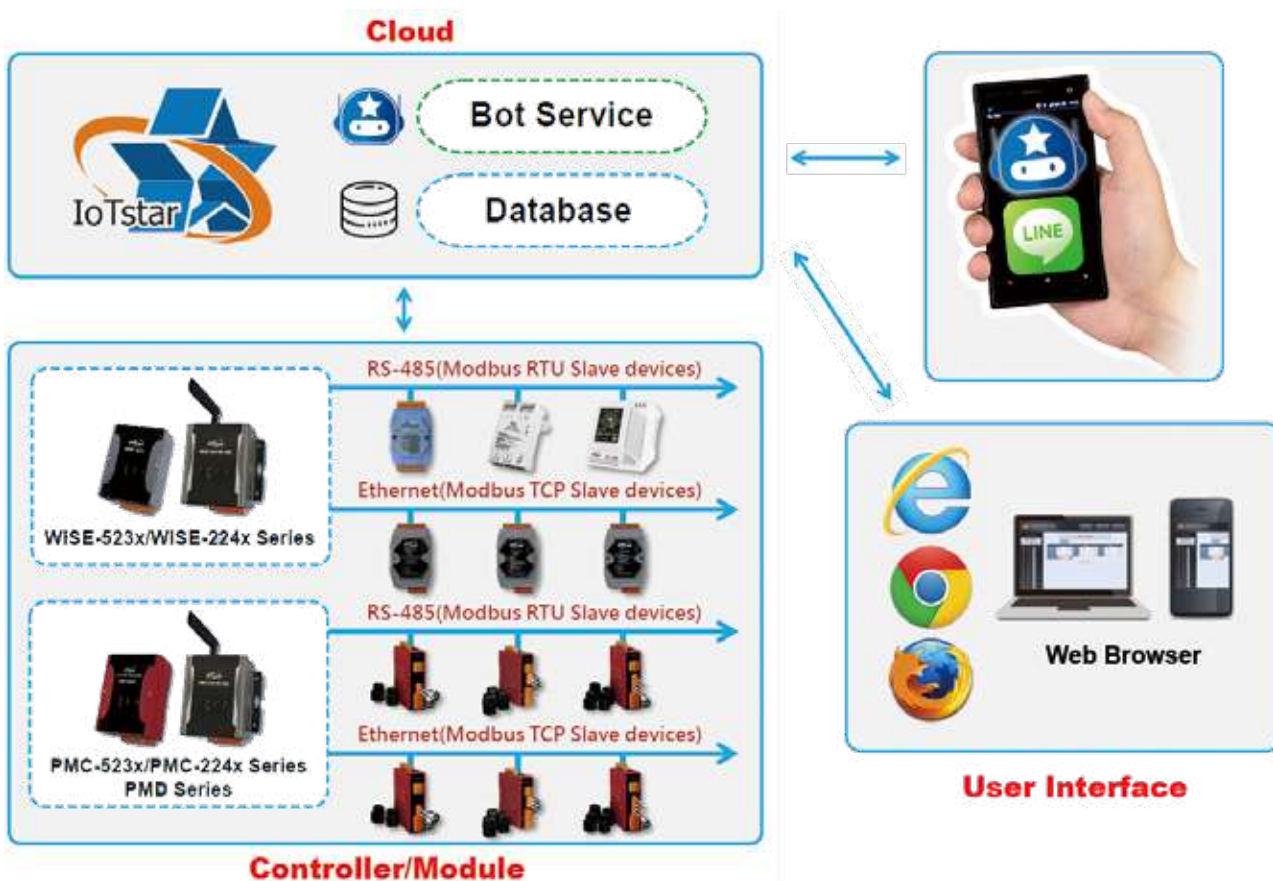 Cloud
IoTstar
Bot Service
Database
LINE
RS-485(Modbus RTU Slave devices)
Ethernet(Modbus TCP Slave devices)
WISE-523x/WISE-224x Series
RS-485(Modbus RTU Slave devices)
Ethernet(Modbus TCP Slave devices)
PMC-523x/PMC-224x Series
PMD Series
Controller/Module
Web Browser
User Interface